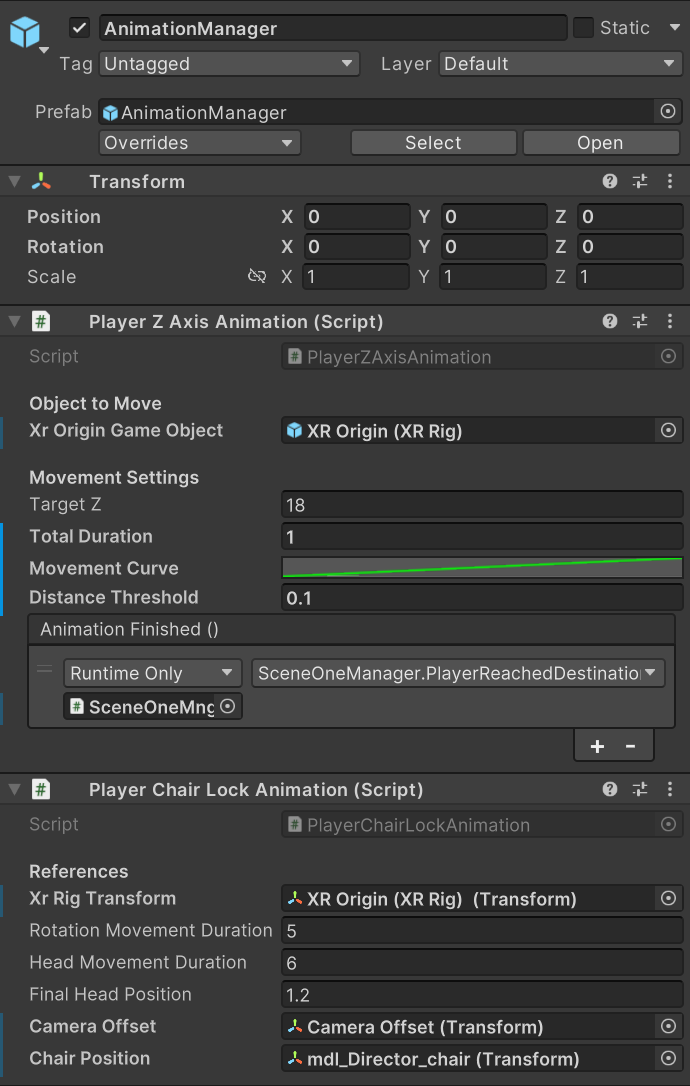 AnimationManager Static
Tag Untagged Layer Default
Prefab AnimationManager
Overrides Select Open
Transform
Position X 0 Y 0 Z 0
Rotation X 0 Y 0 Z 0
Scale X 1 Y 1 Z 1
# Player Z Axis Animation (Script)
Script # PlayerZAxisAnimation
Object to Move
Xr Origin Game Object XR Origin (XR Rig)
Movement Settings
Target Z 18
Total Duration 1
Movement Curve
Distance Threshold 0.1
Animation Finished ()
Runtime Only SceneOneManager.PlayerReachedDestinatio
# SceneOneMng
+ -
# Player Chair Lock Animation (Script)
Script # PlayerChairLockAnimation
References
Xr Rig Transform XR Origin (XR Rig) (Transform)
Rotation Movement Duration 5
Head Movement Duration 6
Final Head Position 1.2
Camera Offset Camera Offset (Transform)
Chair Position mdl_Director_chair (Transform)